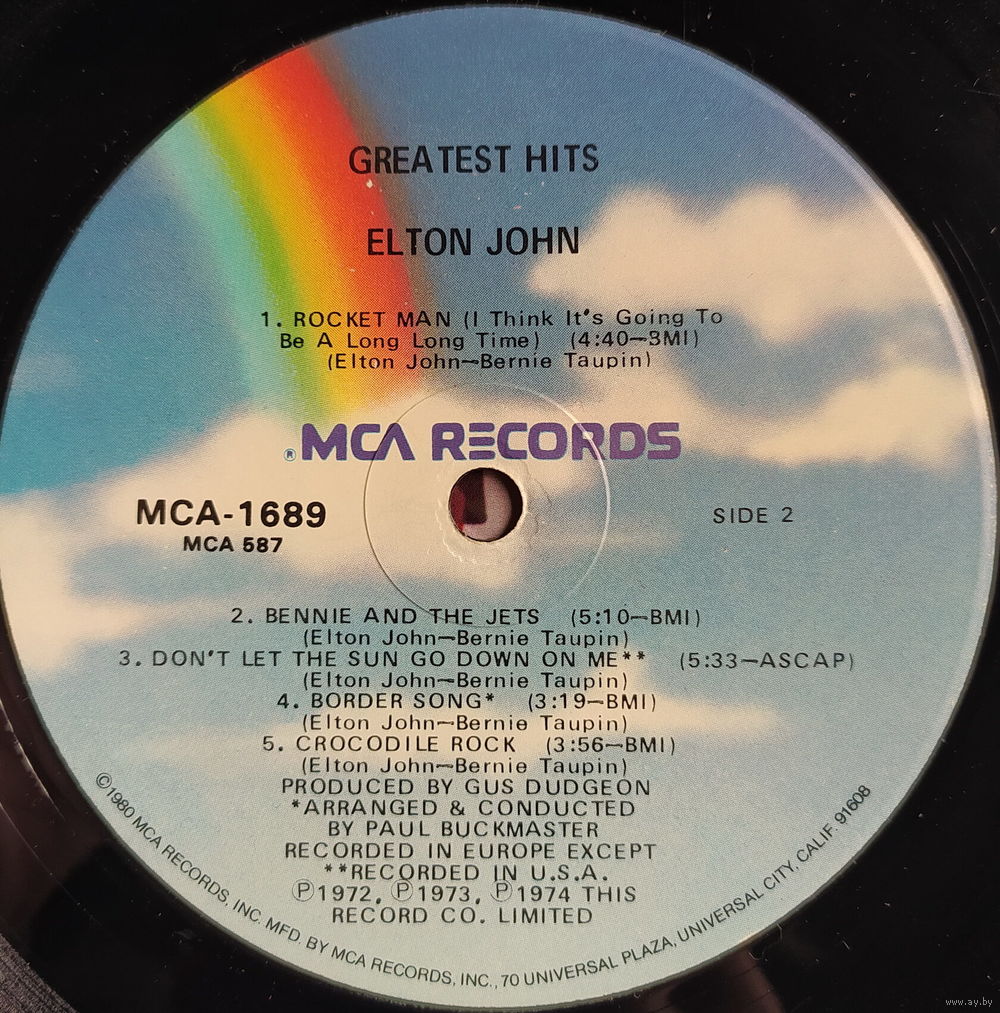 GREATEST HITS
ELTON JOHN
1. ROCKET MAN (I Think It's Going To
Be A Long Long Time) (4:40—BMI)
(Elton John—Bernie Taupin)
® MCA RECORDS
MCA-1689
MCA 587
SIDE 2
2. BENNIE AND THE JETS (5:10—BMI)
(Elton John—Bernie Taupin)
3. DON'T LET THE SUN GO DOWN ON ME** (5:33—ASCAP)
(Elton John—Bernie Taupin)
4. BORDER SONG* (3:19—BMI)
(Elton John—Bernie Taupin)
5. CROCODILE ROCK (3:56—BMI)
(Elton John—Bernie Taupin)
PRODUCED BY GUS DUDGEON
*ARRANGED & CONDUCTED
BY PAUL BUCKMASTER
RECORDED IN EUROPE EXCEPT
**RECORDED IN U.S.A.
℗1972, ℗1973, ℗1974 THIS
RECORD CO. LIMITED
©1980 MCA RECORDS, INC. MFD. BY MCA RECORDS, INC., 70 UNIVERSAL PLAZA, UNIVERSAL CITY, CALIF. 91608
www.ay.by